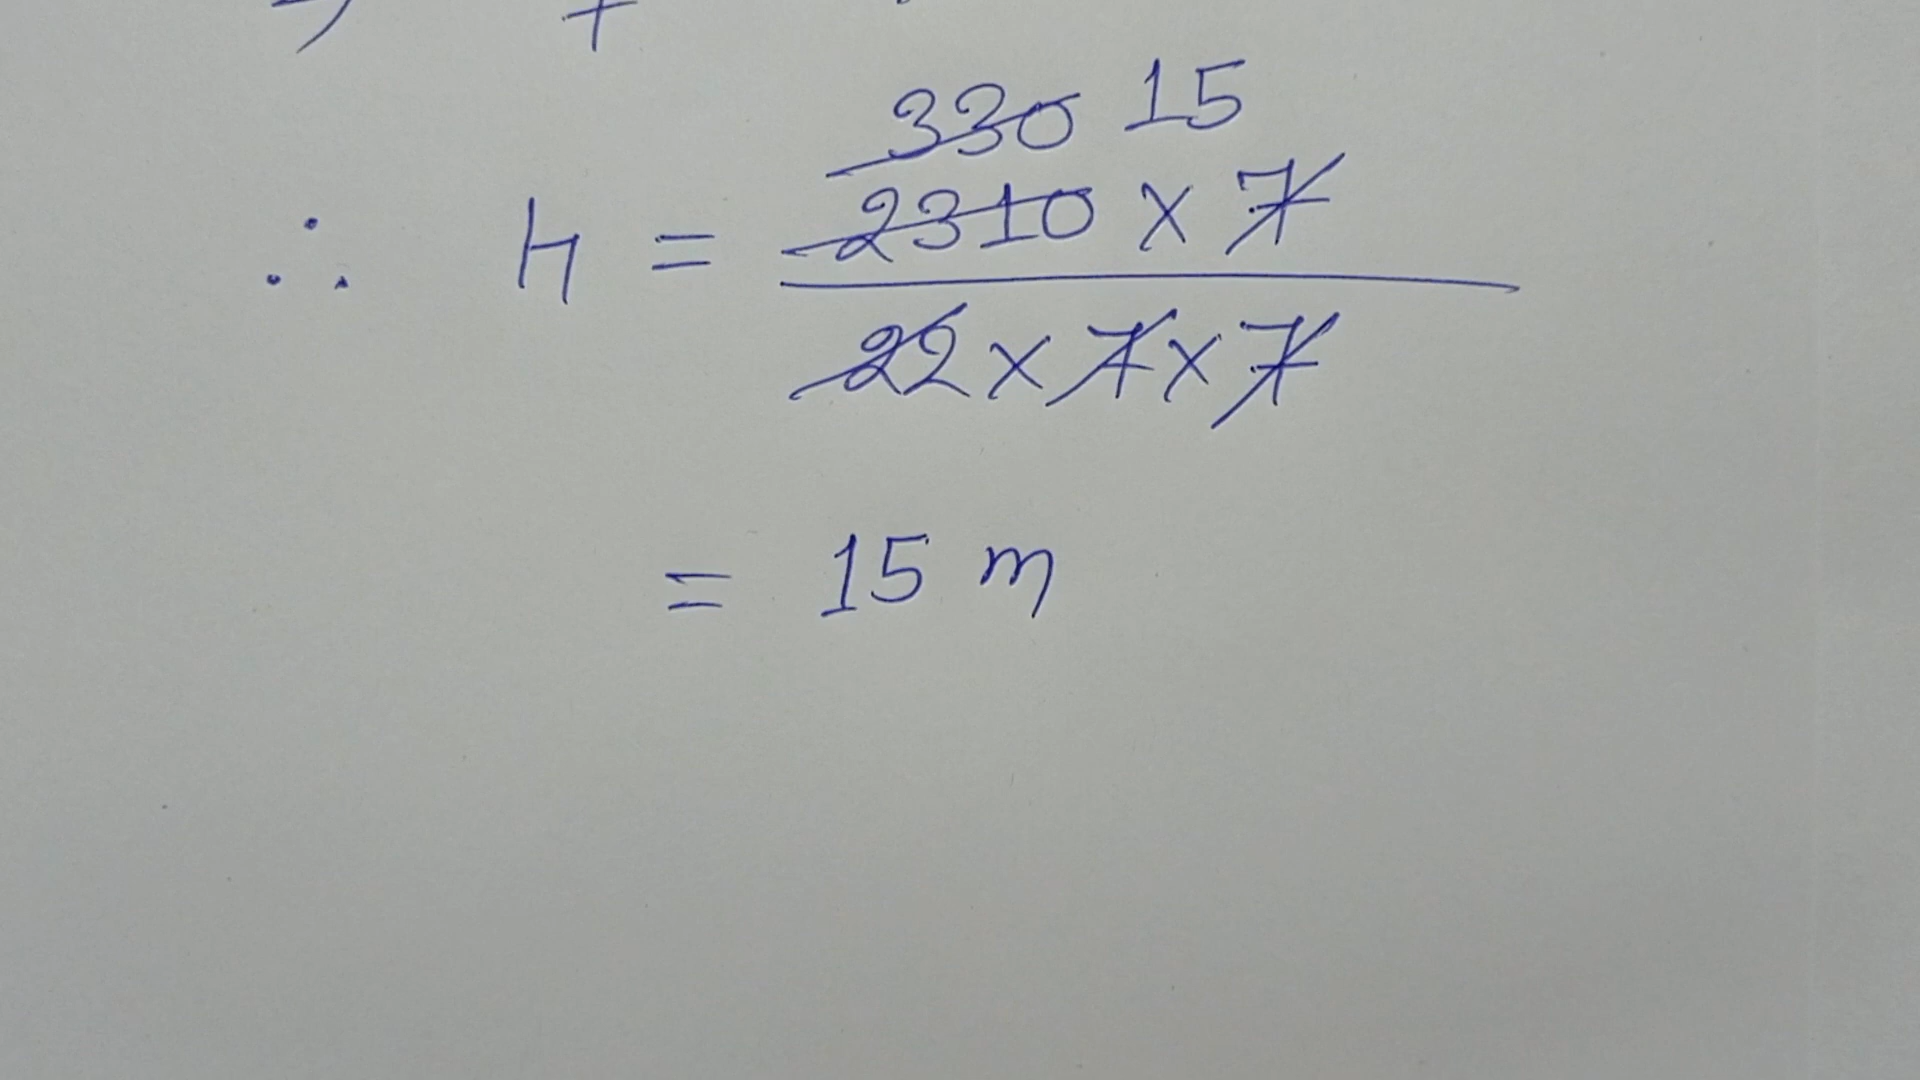 330 15
∴ h = 2310 × 7
22 × 7 × 7
= 15 m